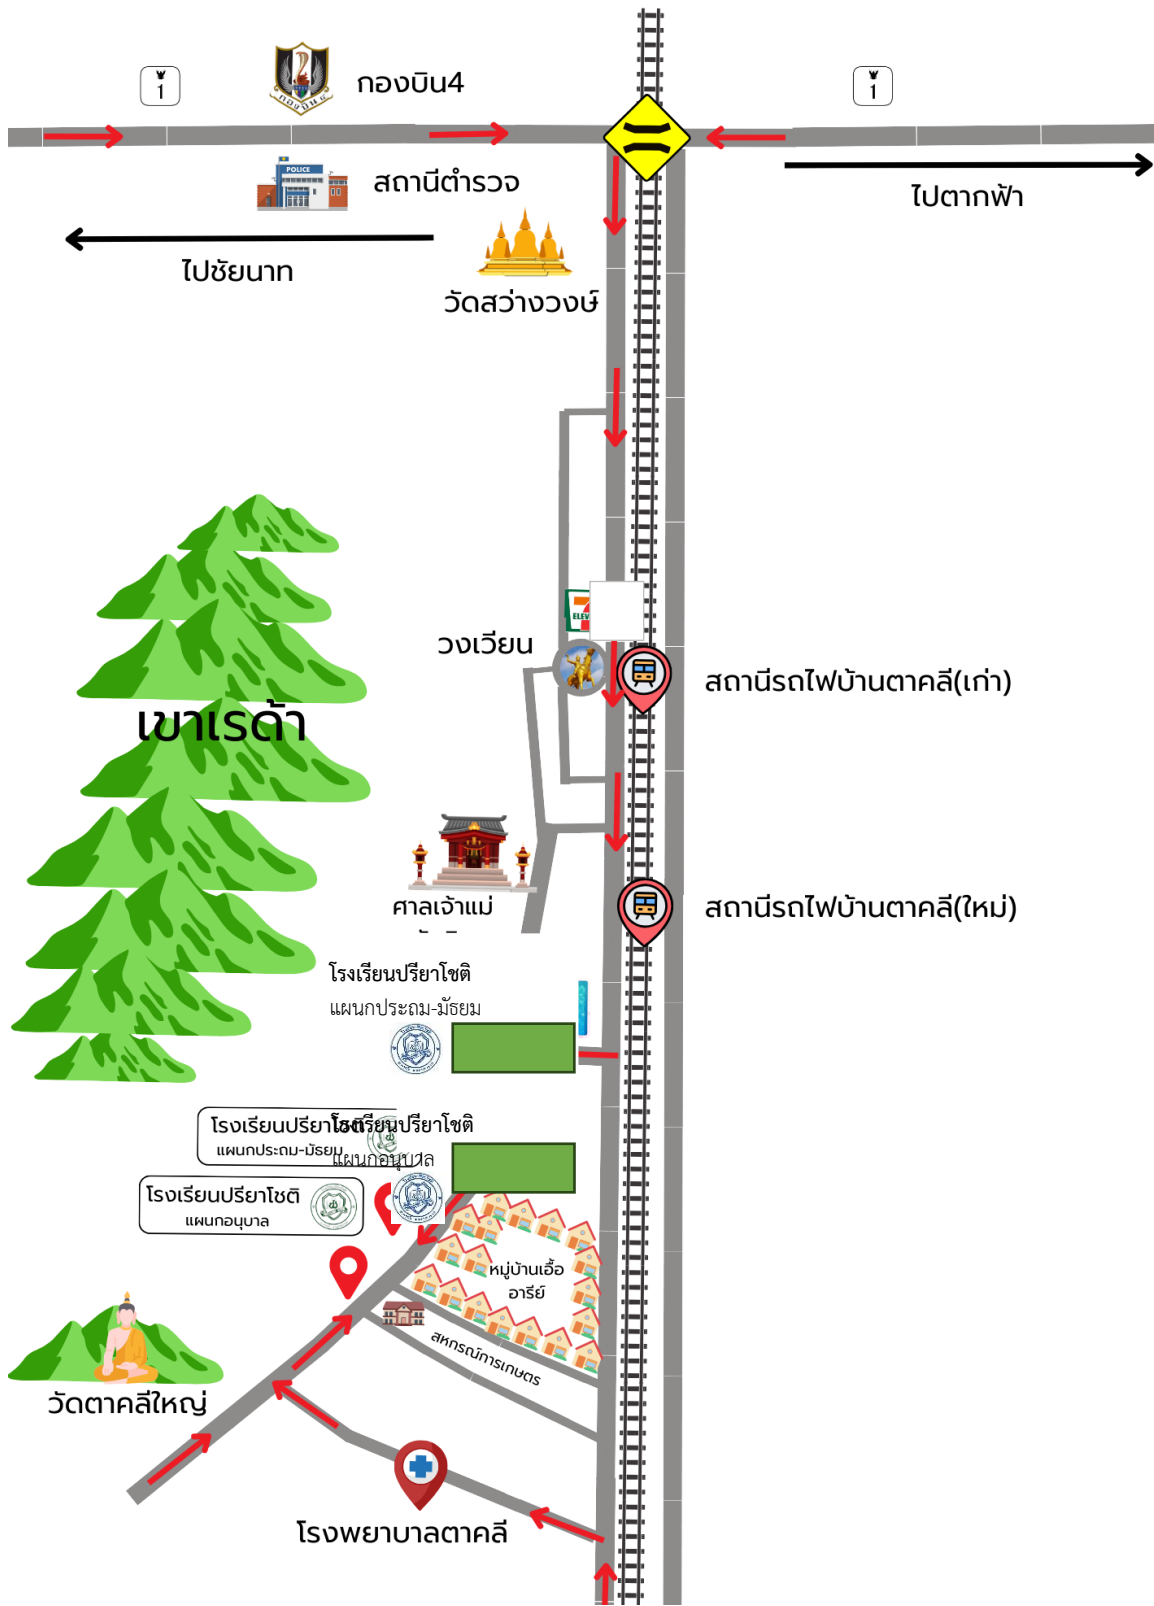 1
กองบิน4
1
POLICE
สถานีตำรวจ
ไปตากฟ้า
ไปชัยนาท
วัดสว่างวงษ์
ELEV
วงเวียน
สถานีรถไฟบ้านตาคลี(เก่า)
เขาเรด้า
ศาลเจ้าแม่
สถานีรถไฟบ้านตาคลี(ใหม่)
โรงเรียนปรียาโชติ
แผนกประถม-มัธยม
โรงเรียนปรียาโชติ
แผนกประถม-มัธยม
โรงเรียนปรียาโชติ
แผนกอนุบาล
โรงเรียนปรียาโชติ
แผนกอนุบาล
หมู่บ้านเอื้อ
อารีย์
สหกรณ์การเกษตร
วัดตาคลีใหญ่
โรงพยาบาลตาคลี